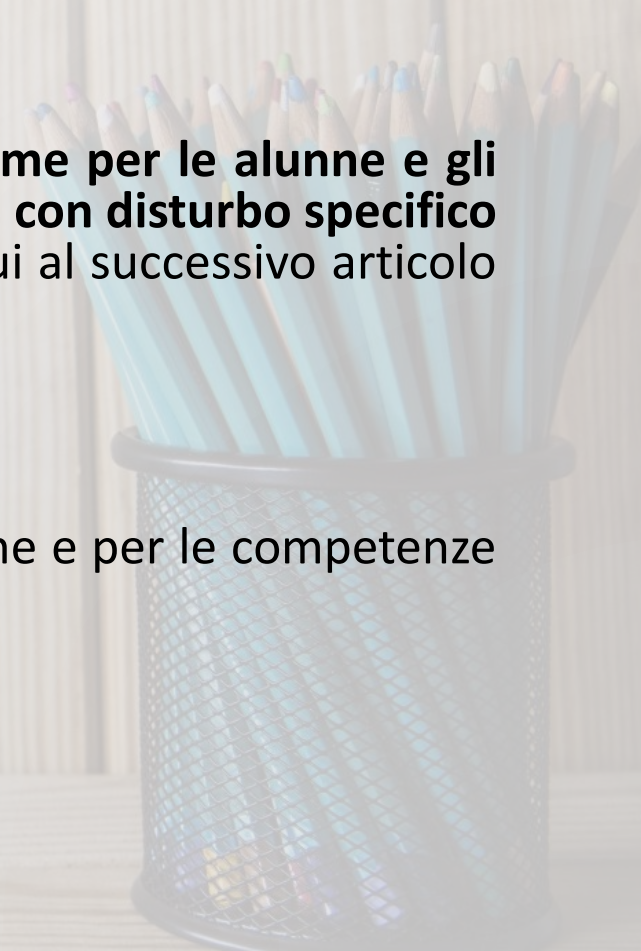 me per le alunne e gli
con disturbo specifico
ui al successivo articolo
ne e per le competenze